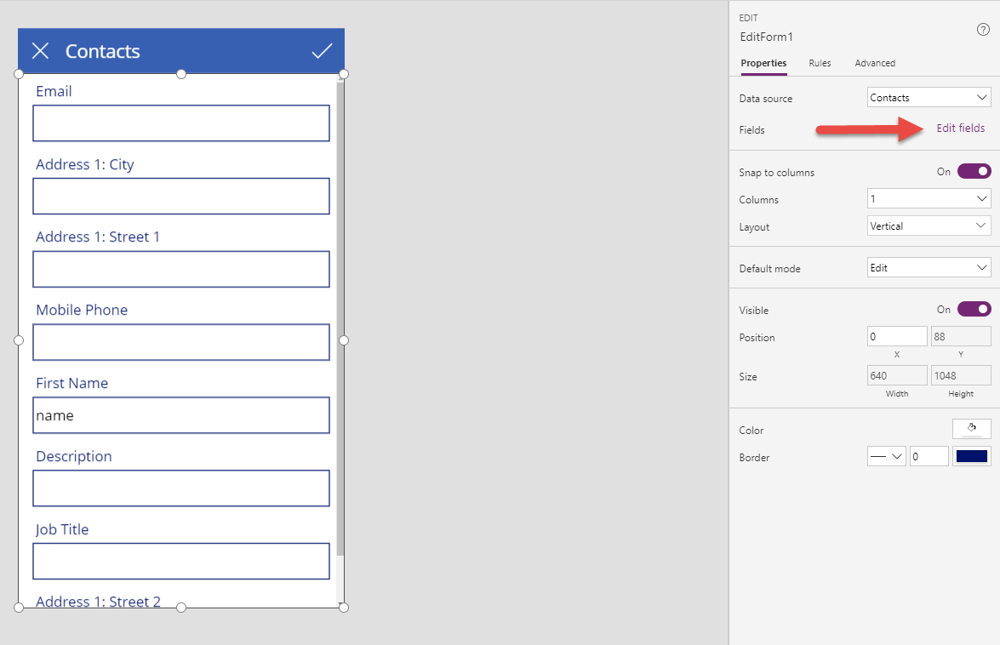 Contacts
Email
Address 1: City
Address 1: Street 1
Mobile Phone
First Name
name
Description
Job Title
Address 1: Street 2
EDIT
EditForm1
?
Properties Rules Advanced
Data source Contacts
Fields Edit fields
Snap to columns On
Columns 1
Layout Vertical
Default mode Edit
Visible On
Position 0 88
X Y
Size 640 1048
Width Height
Color
Border 0